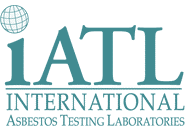 iATL
INTERNATIONAL
ASBESTOS TESTING LABORATORIES